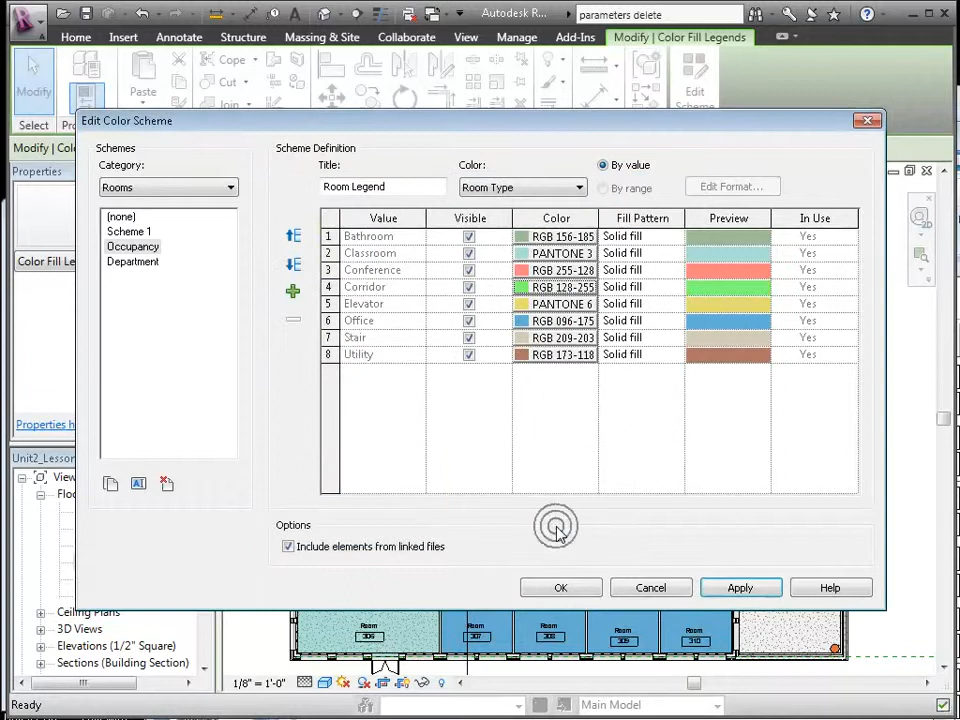 Autodesk R...
parameters delete
Home Insert Annotate Structure Massing & Site Collaborate View Manage Add-Ins Modify | Color Fill Legends
Modify Paste Cope Cut Join Edit
Select
Edit Color Scheme
Modify | Colo
Properties
Color Fill Le
Properties h
Unit2_Lesson
View
Floo
Ceiling Plans
3D Views
Elevations (1/2" Square)
Sections (Building Section)
Schemes
Category:
Rooms
(none)
Scheme 1
Occupancy
Department
Scheme Definition
Title: Color: By value
Room Legend Room Type By range Edit Format...
Value Visible Color Fill Pattern Preview In Use
1 Bathroom RGB 156-185 Solid fill Yes
2 Classroom PANTONE 3 Solid fill Yes
3 Conference RGB 255-128 Solid fill Yes
4 Corridor RGB 128-255 Solid fill Yes
5 Elevator PANTONE 6 Solid fill Yes
6 Office RGB 096-175 Solid fill Yes
7 Stair RGB 209-203 Solid fill Yes
8 Utility RGB 173-118 Solid fill Yes
Options
Include elements from linked files
OK Cancel Apply Help
Room Room Room Room Room
306 307 308 309 310
1/8" = 1'-0"
Ready
Main Model